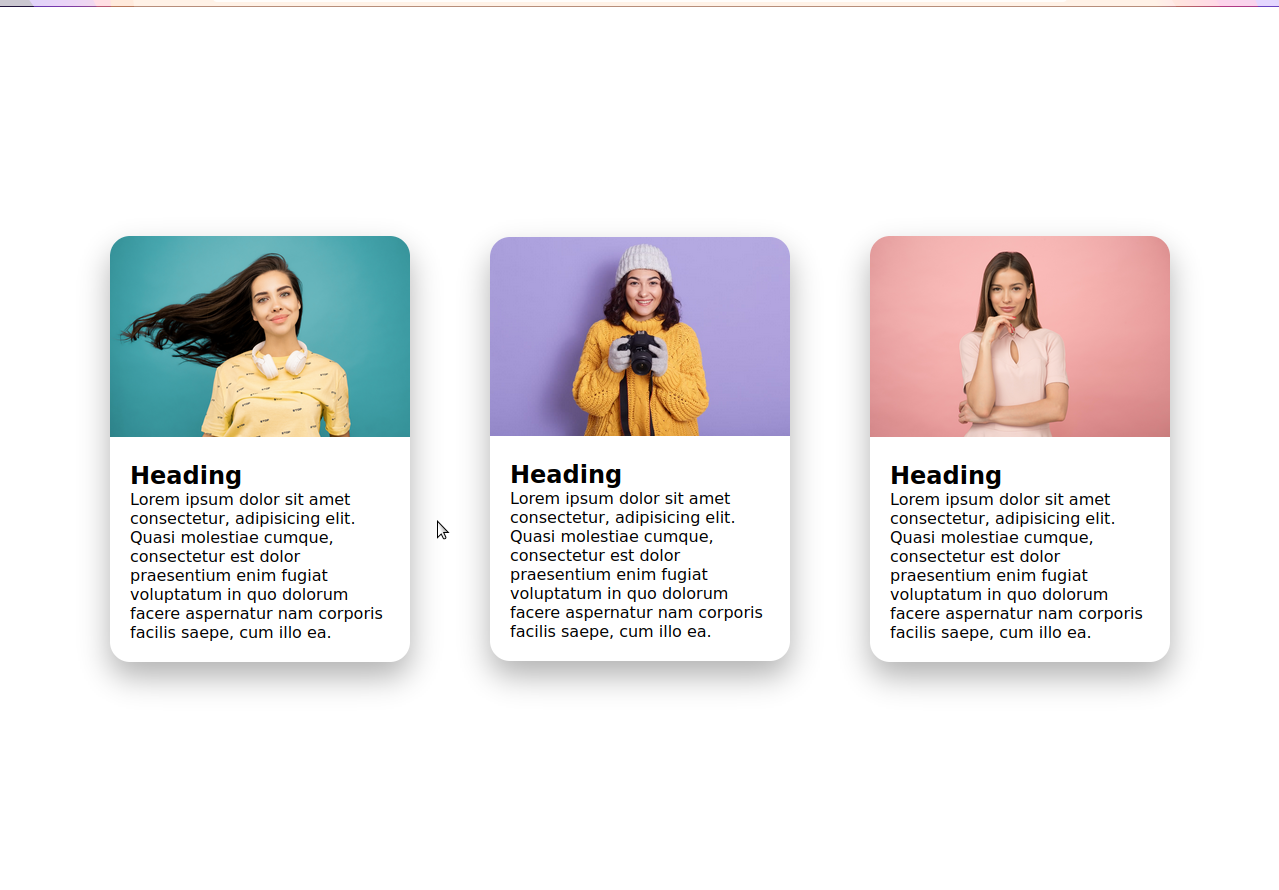 Heading
Lorem ipsum dolor sit amet
consectetur, adipisicing elit.
Quasi molestiae cumque,
consectetur est dolor
praesentium enim fugiat
voluptatum in quo dolorum
facere aspernatur nam corporis
facilis saepe, cum illo ea.
Heading
Lorem ipsum dolor sit amet
consectetur, adipisicing elit.
Quasi molestiae cumque,
consectetur est dolor
praesentium enim fugiat
voluptatum in quo dolorum
facere aspernatur nam corporis
facilis saepe, cum illo ea.
Heading
Lorem ipsum dolor sit amet
consectetur, adipisicing elit.
Quasi molestiae cumque,
consectetur est dolor
praesentium enim fugiat
voluptatum in quo dolorum
facere aspernatur nam corporis
facilis saepe, cum illo ea.